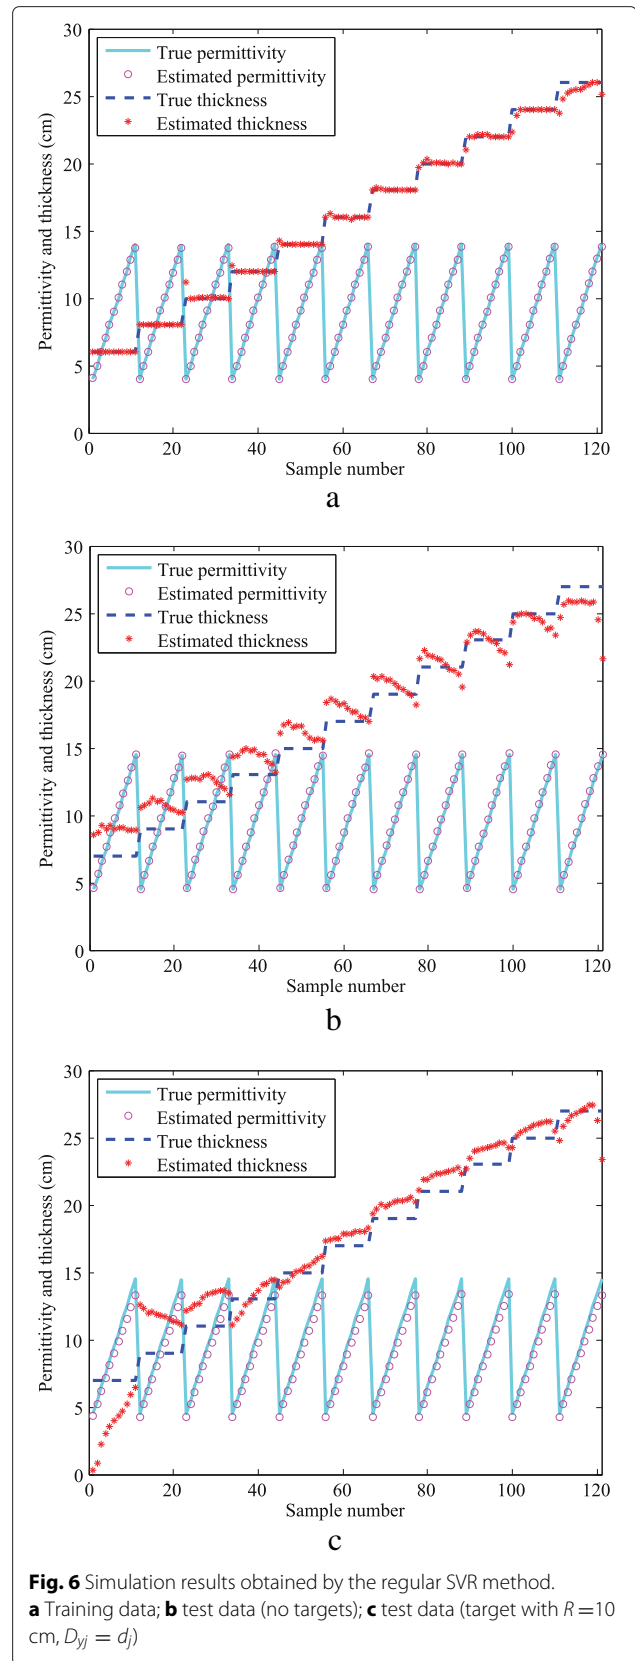 30
25
20
15
10
5
0
Permittivity and thickness (cm)
True permittivity
Estimated permittivity
True thickness
Estimated thickness
0 20 40 60 80 100 120
Sample number
a
30
25
20
15
10
5
0
Permittivity and thickness (cm)
True permittivity
Estimated permittivity
True thickness
Estimated thickness
0 20 40 60 80 100 120
Sample number
b
30
25
20
15
10
5
0
Permittivity and thickness (cm)
True permittivity
Estimated permittivity
True thickness
Estimated thickness
0 20 40 60 80 100 120
Sample number
c
Fig. 6 Simulation results obtained by the regular SVR method.
a Training data; b test data (no targets); c test data (target with R =10
cm, Dyj = dj)